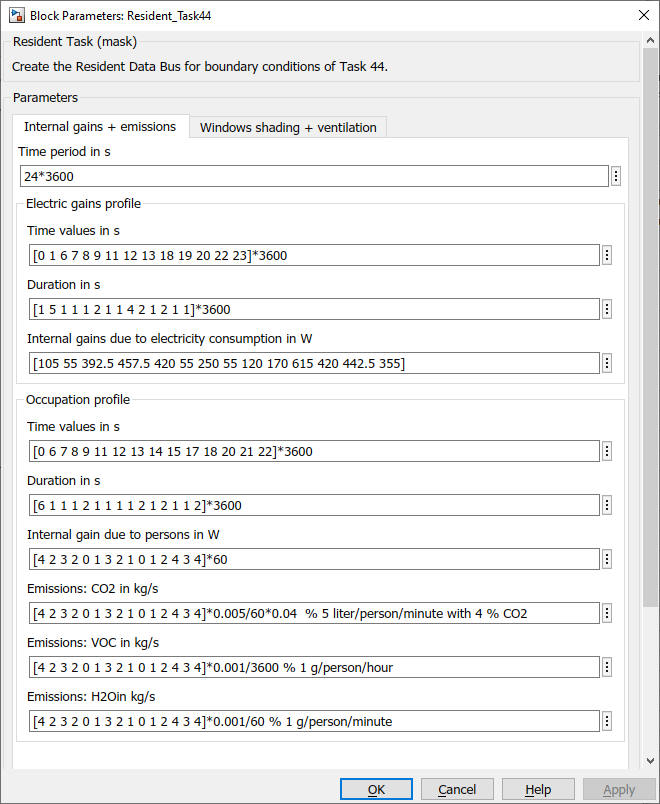 Block Parameters: Resident_Task44
Resident Task (mask)
Create the Resident Data Bus for boundary conditions of Task 44.
Parameters
Internal gains + emissions
Windows shading + ventilation
Time period in s
24*3600
Electric gains profile
Time values in s
[0 1 6 7 8 9 11 12 13 18 19 20 22 23]*3600
Duration in s
[1 5 1 1 1 2 1 1 4 2 1 2 1 1]*3600
Internal gains due to electricity consumption in W
[105 55 392.5 457.5 420 55 250 55 120 170 615 420 442.5 355]
Occupation profile
Time values in s
[0 6 7 8 9 11 12 13 14 15 17 18 20 21 22]*3600
Duration in s
[6 1 1 1 2 1 1 1 1 2 1 2 1 1 2]*3600
Internal gain due to persons in W
[4 2 3 2 0 1 3 2 1 0 1 2 4 3 4]*60
Emissions: CO2 in kg/s
[4 2 3 2 0 1 3 2 1 0 1 2 4 3 4]*0.005/60*0.04  % 5 liter/person/minute with 4 % CO2
Emissions: VOC in kg/s
[4 2 3 2 0 1 3 2 1 0 1 2 4 3 4]*0.001/3600 % 1 g/person/hour
Emissions: H2Oin kg/s
[4 2 3 2 0 1 3 2 1 0 1 2 4 3 4]*0.001/60 % 1 g/person/minute
OK
Cancel
Help
Apply